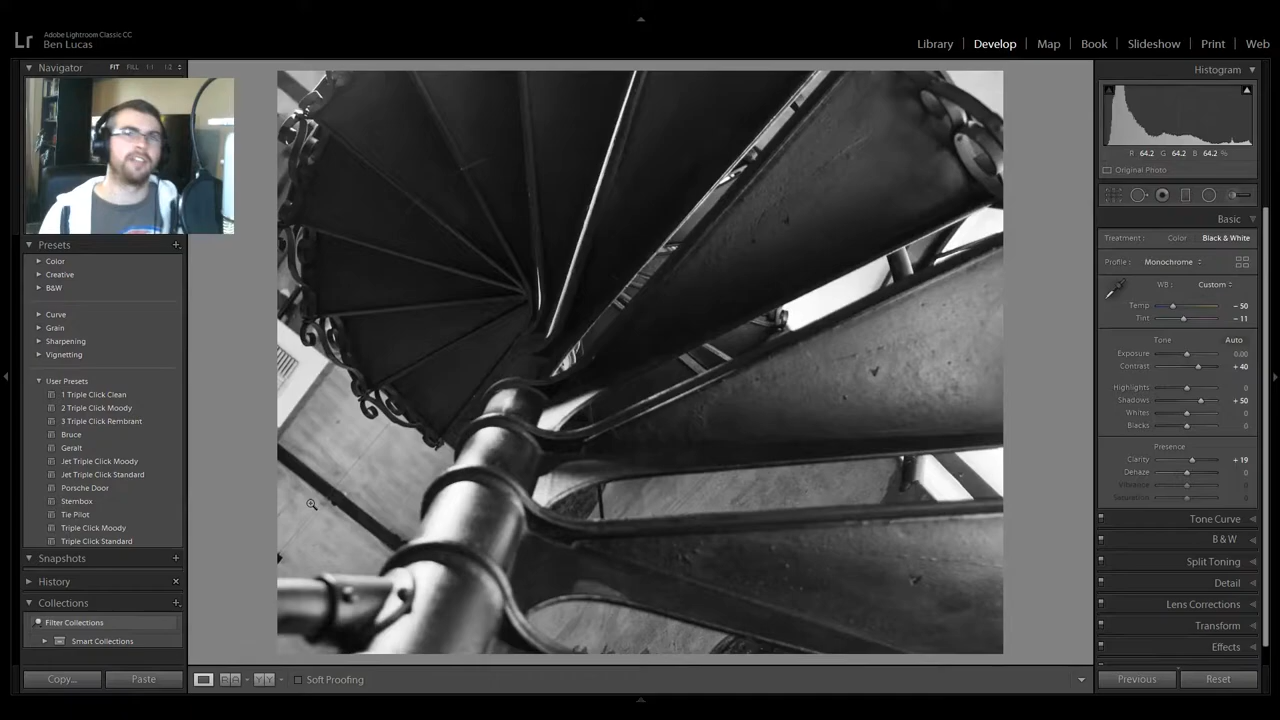 Lr
Adobe Lightroom Classic CC
Ben Lucas
Library | Develop | Map | Book | Slideshow | Print | Web
Navigator FIT FILL 1:1 1:2
Presets +
Color
Creative
B&W
Curve
Grain
Sharpening
Vignetting
User Presets
1 Triple Click Clean
2 Triple Click Moody
3 Triple Click Rembrant
Bruce
Geralt
Jet Triple Click Moody
Jet Triple Click Standard
Porsche Door
Stembox
Tie Pilot
Triple Click Moody
Triple Click Standard
Snapshots +
History ×
Collections +
Filter Collections
Smart Collections
Copy... Paste
Soft Proofing
Histogram
R 64.2 G 64.2 B 64.2 %
Original Photo
Basic
Treatment : Color Black & White
Profile : Monochrome
WB : Custom
Temp - 50
Tint - 11
Tone Auto
Exposure 0.00
Contrast + 40
Highlights 0
Shadows + 50
Whites 0
Blacks 0
Presence
Clarity + 19
Dehaze 0
Vibrance
Saturation
Tone Curve
B & W
Split Toning
Detail
Lens Corrections
Transform
Effects
Previous Reset